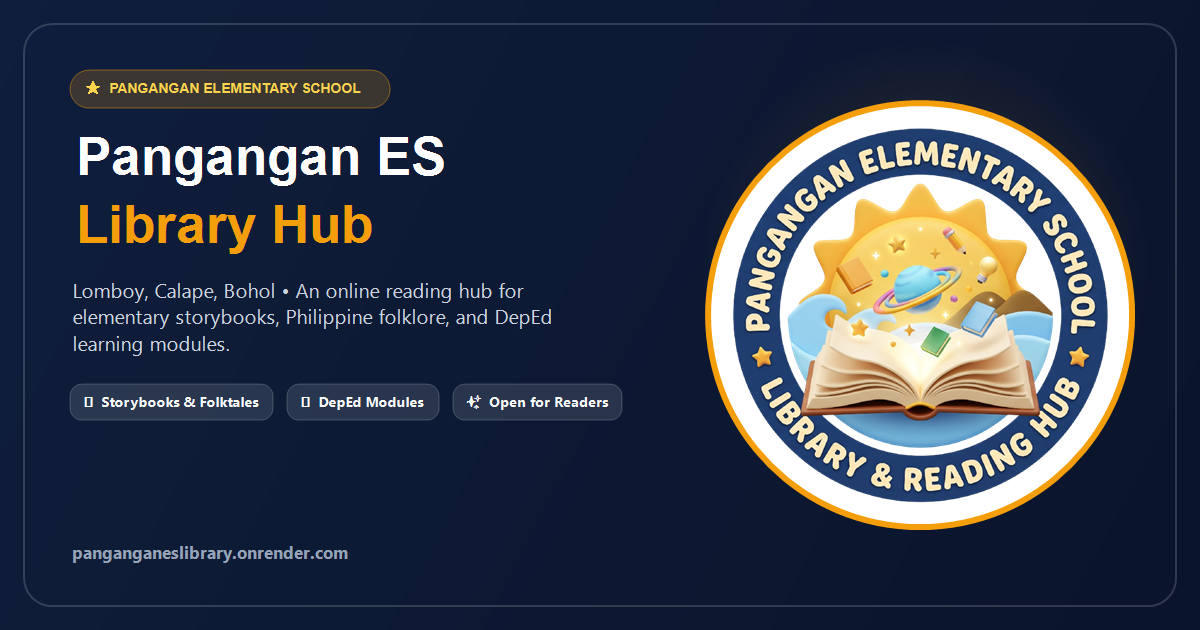 PANGANGAN ELEMENTARY SCHOOL
Pangangan ES
Library Hub
Lomboy, Calape, Bohol • An online reading hub for
elementary storybooks, Philippine folklore, and DepEd
learning modules.
Storybooks & Folktales
DepEd Modules
Open for Readers
panganganeslibrary.onrender.com
PANGANGAN ELEMENTARY SCHOOL
LIBRARY & READING HUB